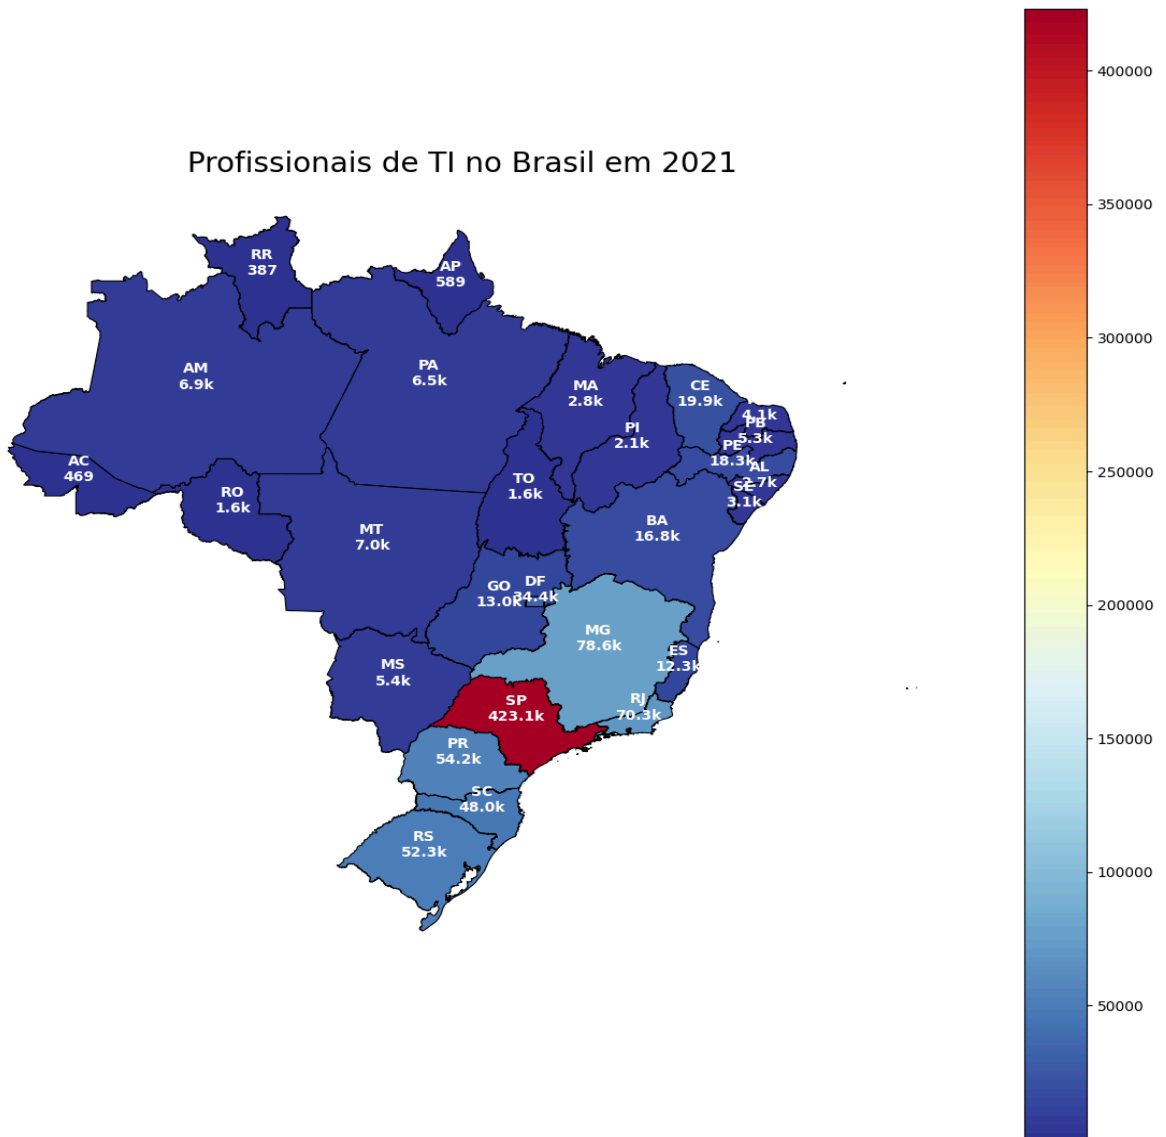 Profissionais de TI no Brasil em 2021
RR
387
AP
589
AM
6.9k
PA
6.5k
MA
2.8k
CE
19.9k
4.1k
PB
5.3k
PI
2.1k
PE
18.3k
AL
2.7k
SE
3.1k
AC
469
RO
1.6k
TO
1.6k
MT
7.0k
BA
16.8k
GO
13.0k
DF
34.4k
MG
78.6k
ES
12.3k
MS
5.4k
SP
423.1k
RJ
70.3k
PR
54.2k
SC
48.0k
RS
52.3k
400000
350000
300000
250000
200000
150000
100000
50000